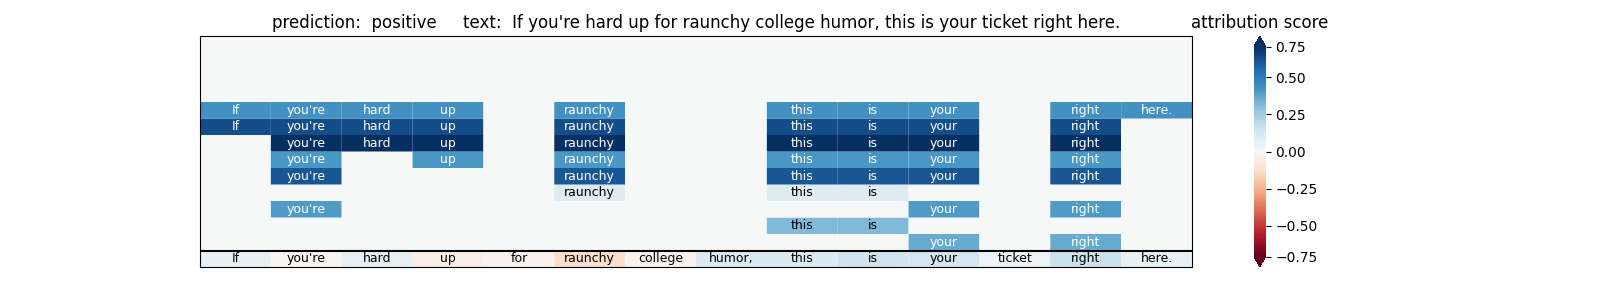 prediction:  positive     text:  If you're hard up for raunchy college humor, this is your ticket right here.
attribution score
If you're hard up raunchy this is your right here.
If you're hard up raunchy this is your right
you're hard up raunchy this is your right
you're up raunchy this is your right
you're raunchy this is your right
raunchy this is
you're your right
this is
your right
If you're hard up for raunchy college humor, this is your ticket right here.
0.75
0.50
0.25
0.00
−0.25
−0.50
−0.75